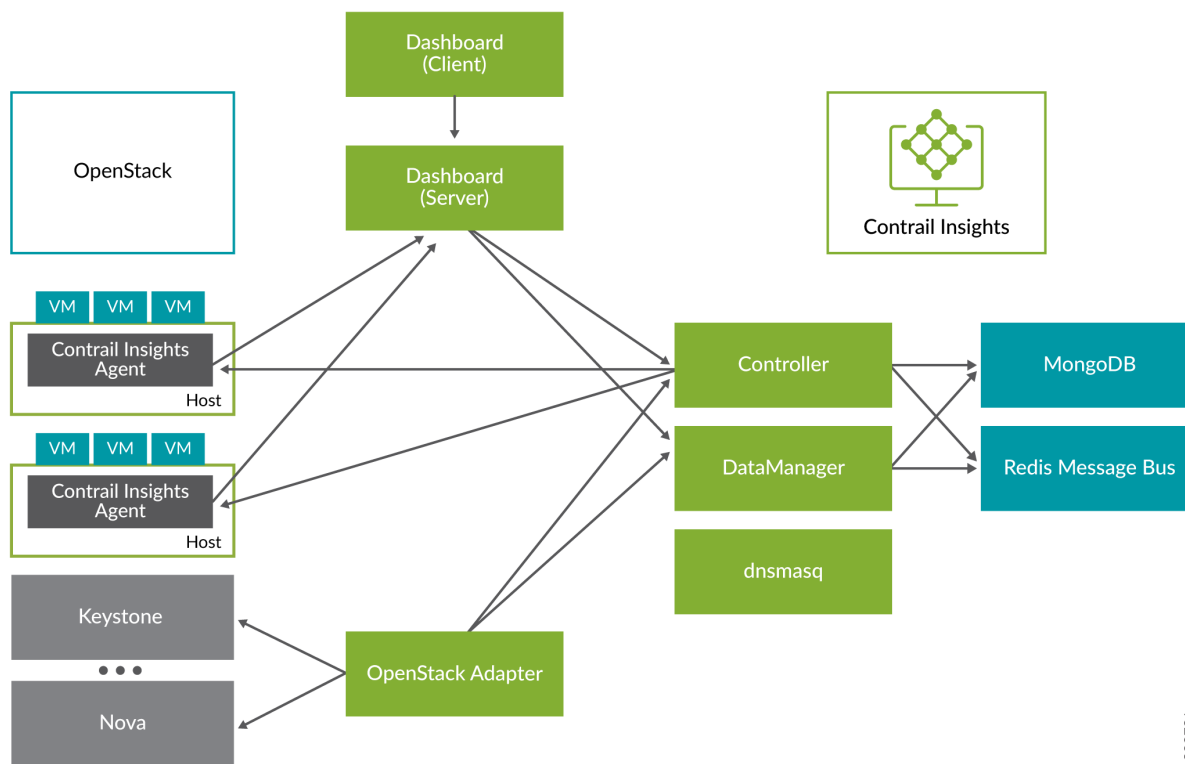 Dashboard
(Client)
OpenStack
Dashboard
(Server)
Contrail Insights
VM VM VM
Contrail Insights
Agent
Host
Controller
MongoDB
VM VM VM
Contrail Insights
Agent
Host
DataManager
Redis Message Bus
dnsmasq
Keystone
OpenStack Adapter
Nova